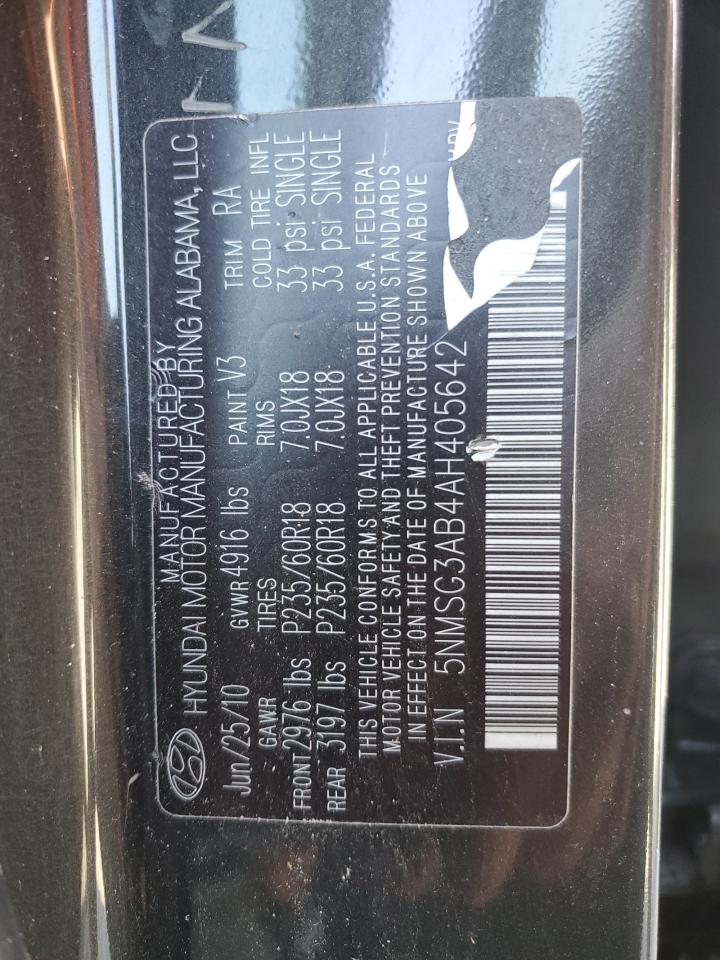 MANUFACTURED BY
HYUNDAI MOTOR MANUFACTURING ALABAMA, LLC
Jun/25/10 GVWR 4916 lbs PAINT V3 TRIM RA
GAWR TIRES RIMS COLD TIRE INFL
FRONT 2976 lbs P235/60R18 7.0JX18 33 psi SINGLE
REAR 3197 lbs P235/60R18 7.0JX18 33 psi SINGLE
THIS VEHICLE CONFORMS TO ALL APPLICABLE U.S.A. FEDERAL
MOTOR VEHICLE SAFETY AND THEFT PREVENTION STANDARDS
IN EFFECT ON THE DATE OF MANUFACTURE SHOWN ABOVE
V.I.N 5NMSG3AB4AH405642